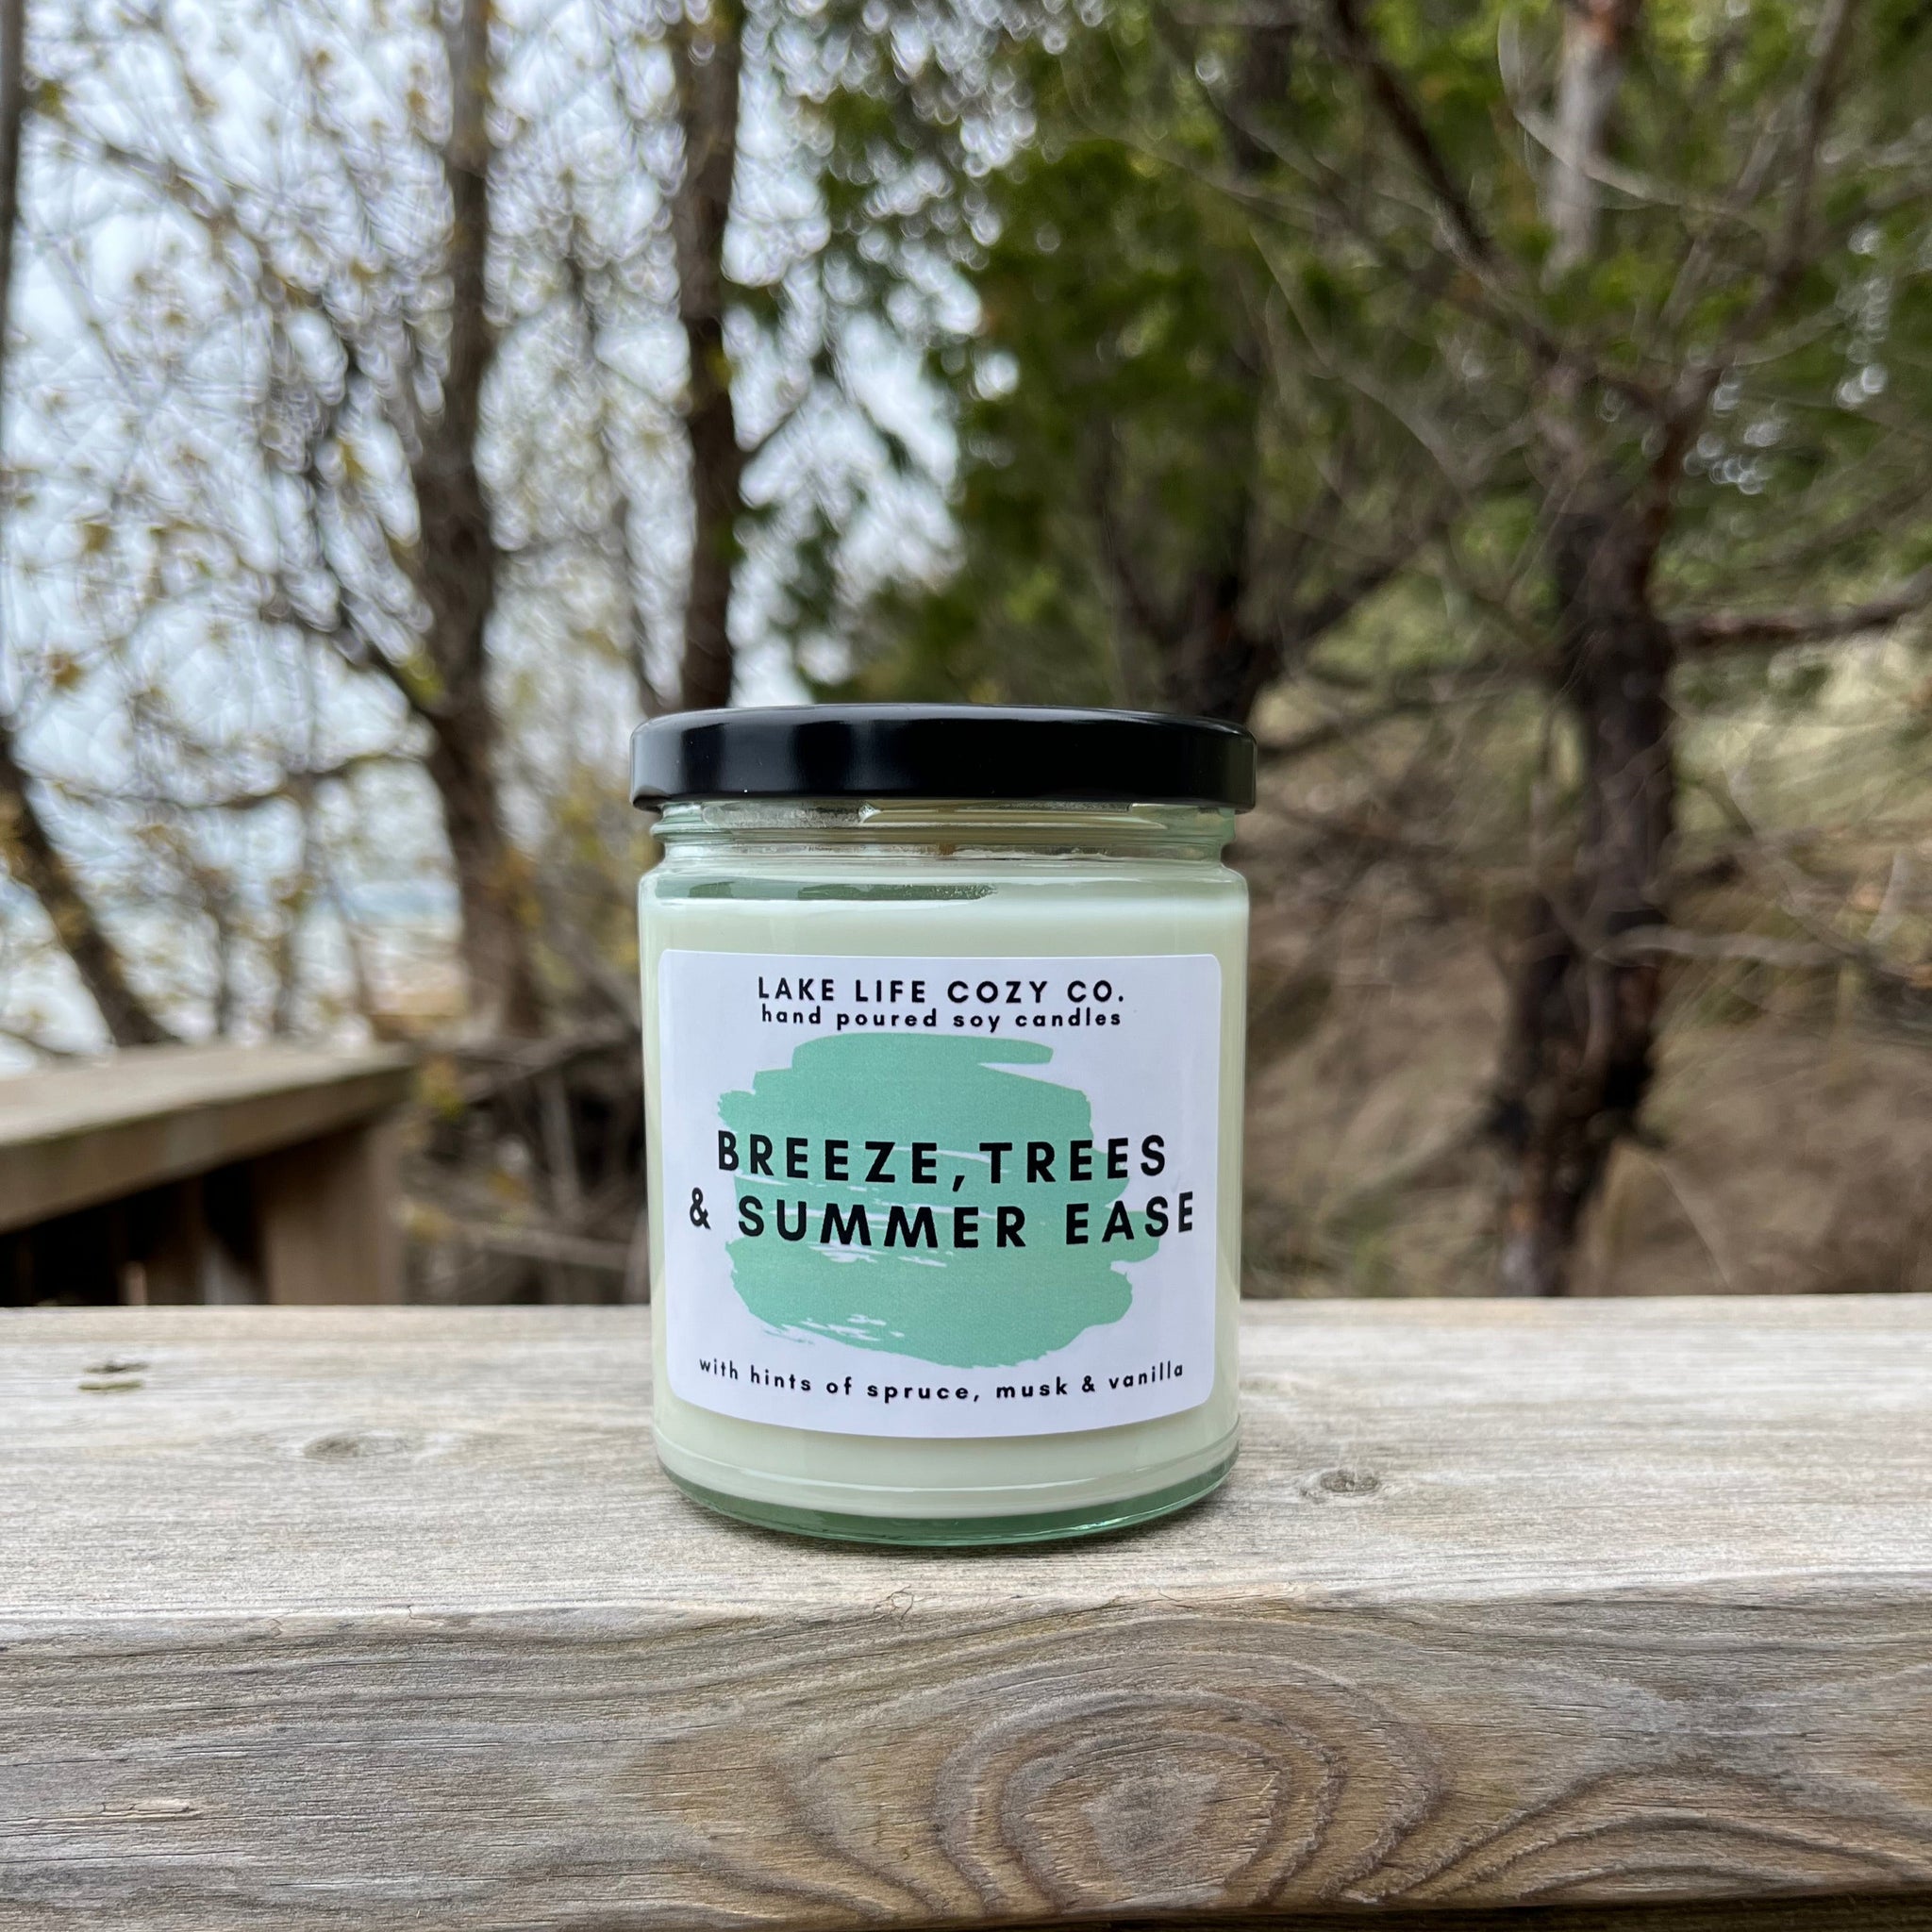 LAKE LIFE COZY CO.
hand poured soy candles
BREEZE,TREES
& SUMMER EASE
with hints of spruce, musk & vanilla